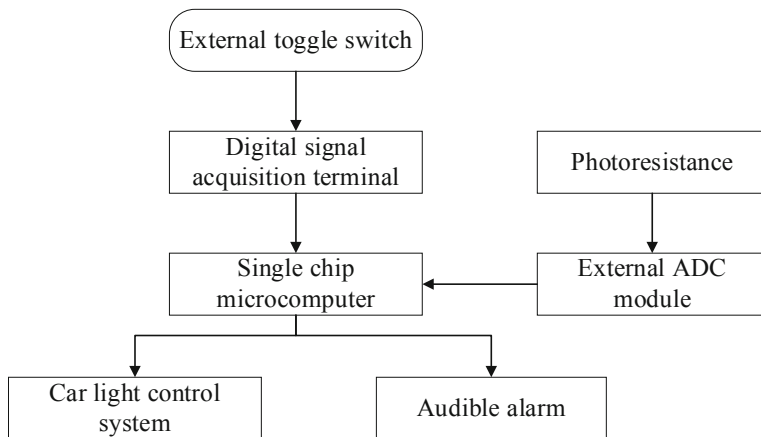 External toggle switch
Digital signal
acquisition terminal
Photoresistance
Single chip
microcomputer
External ADC
module
Car light control
system
Audible alarm